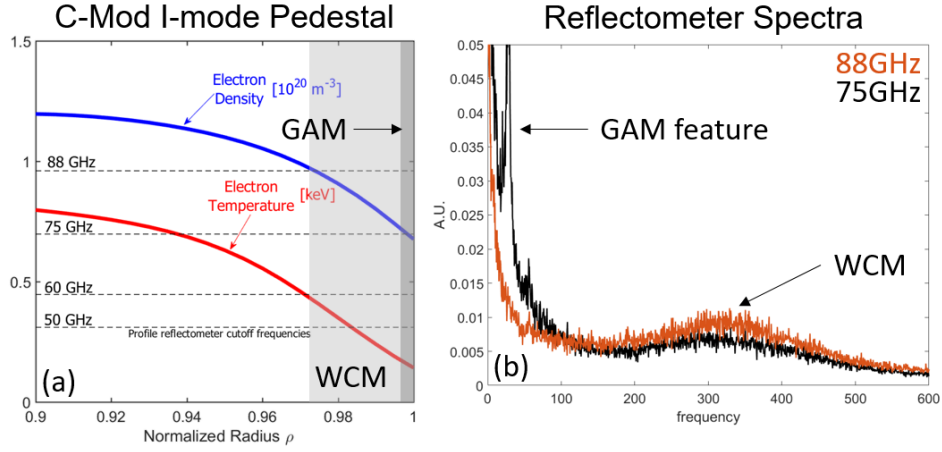 C-Mod I-mode Pedestal
1.5
1
0.5
0
Electron
Density
[10²⁰ m⁻³]
GAM
88 GHz
Electron
Temperature
[keV]
75 GHz
60 GHz
50 GHz
Profile reflectometer cutoff frequencies
WCM
(a)
0.9
0.92
0.94
0.96
0.98
1
Normalized Radius ρ
Reflectometer Spectra
0.05
0.045
0.04
0.035
0.03
0.025
0.02
0.015
0.01
0.005
0
A.U.
88GHz
75GHz
GAM feature
WCM
(b)
0
100
200
300
400
500
600
frequency